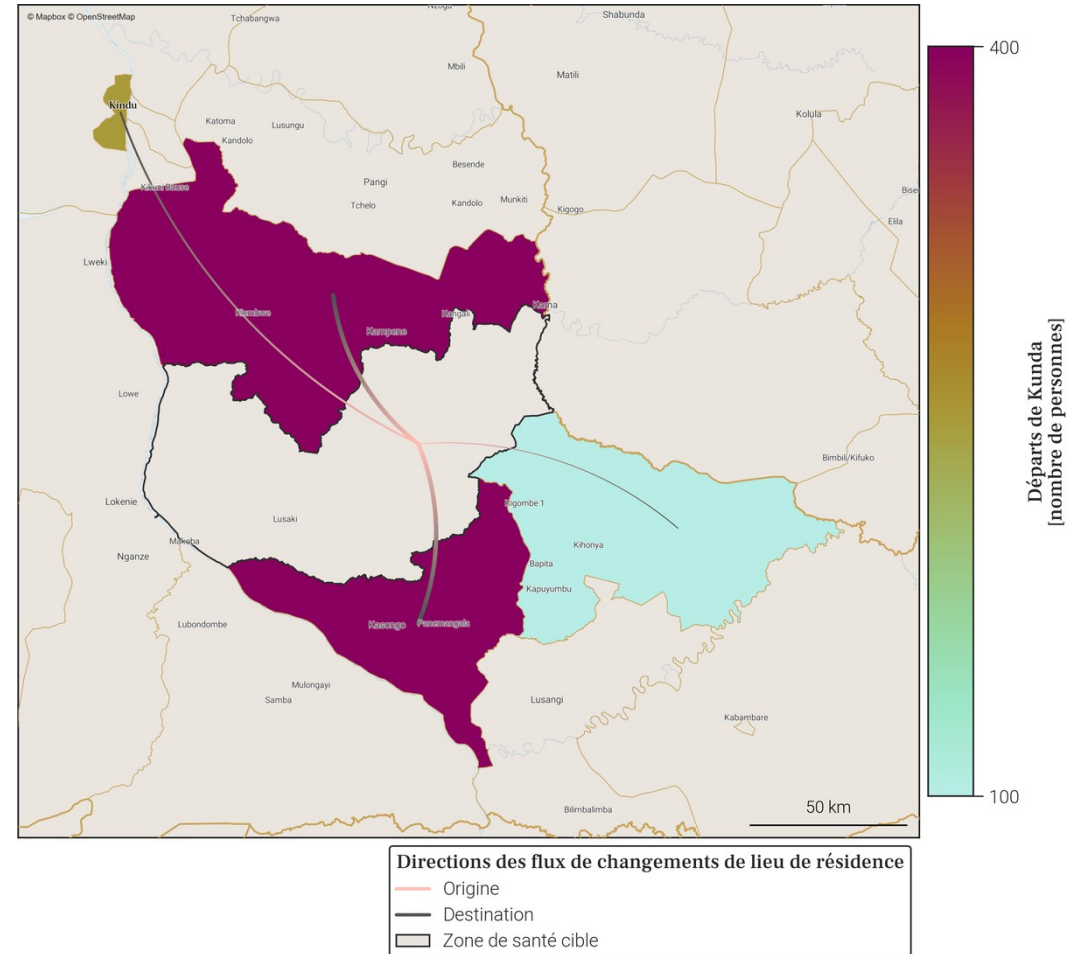 © Mapbox © OpenStreetMap
Tchabangwa
Shabunda
Mbili
Matili
Kindu
Kolula
Katoma
Lusungu
Kandolo
Besende
Pangi
Tchelo
Kandolo
Munkiti
Kigogo
Elila
Lweki
Kama
Kampene
Lowe
Bimbili/Kifuko
Lokenie
Kigombe 1
Lusaki
Makeba
Kihonya
Nganze
Bapita
Kapuyumbu
Lubondombe
Kasongo
Mulongayi
Samba
Lusangi
Kabambare
Bilimbalimba
50 km
400
100
Départs de Kunda
[nombre de personnes]
Directions des flux de changements de lieu de résidence
Origine
Destination
Zone de santé cible